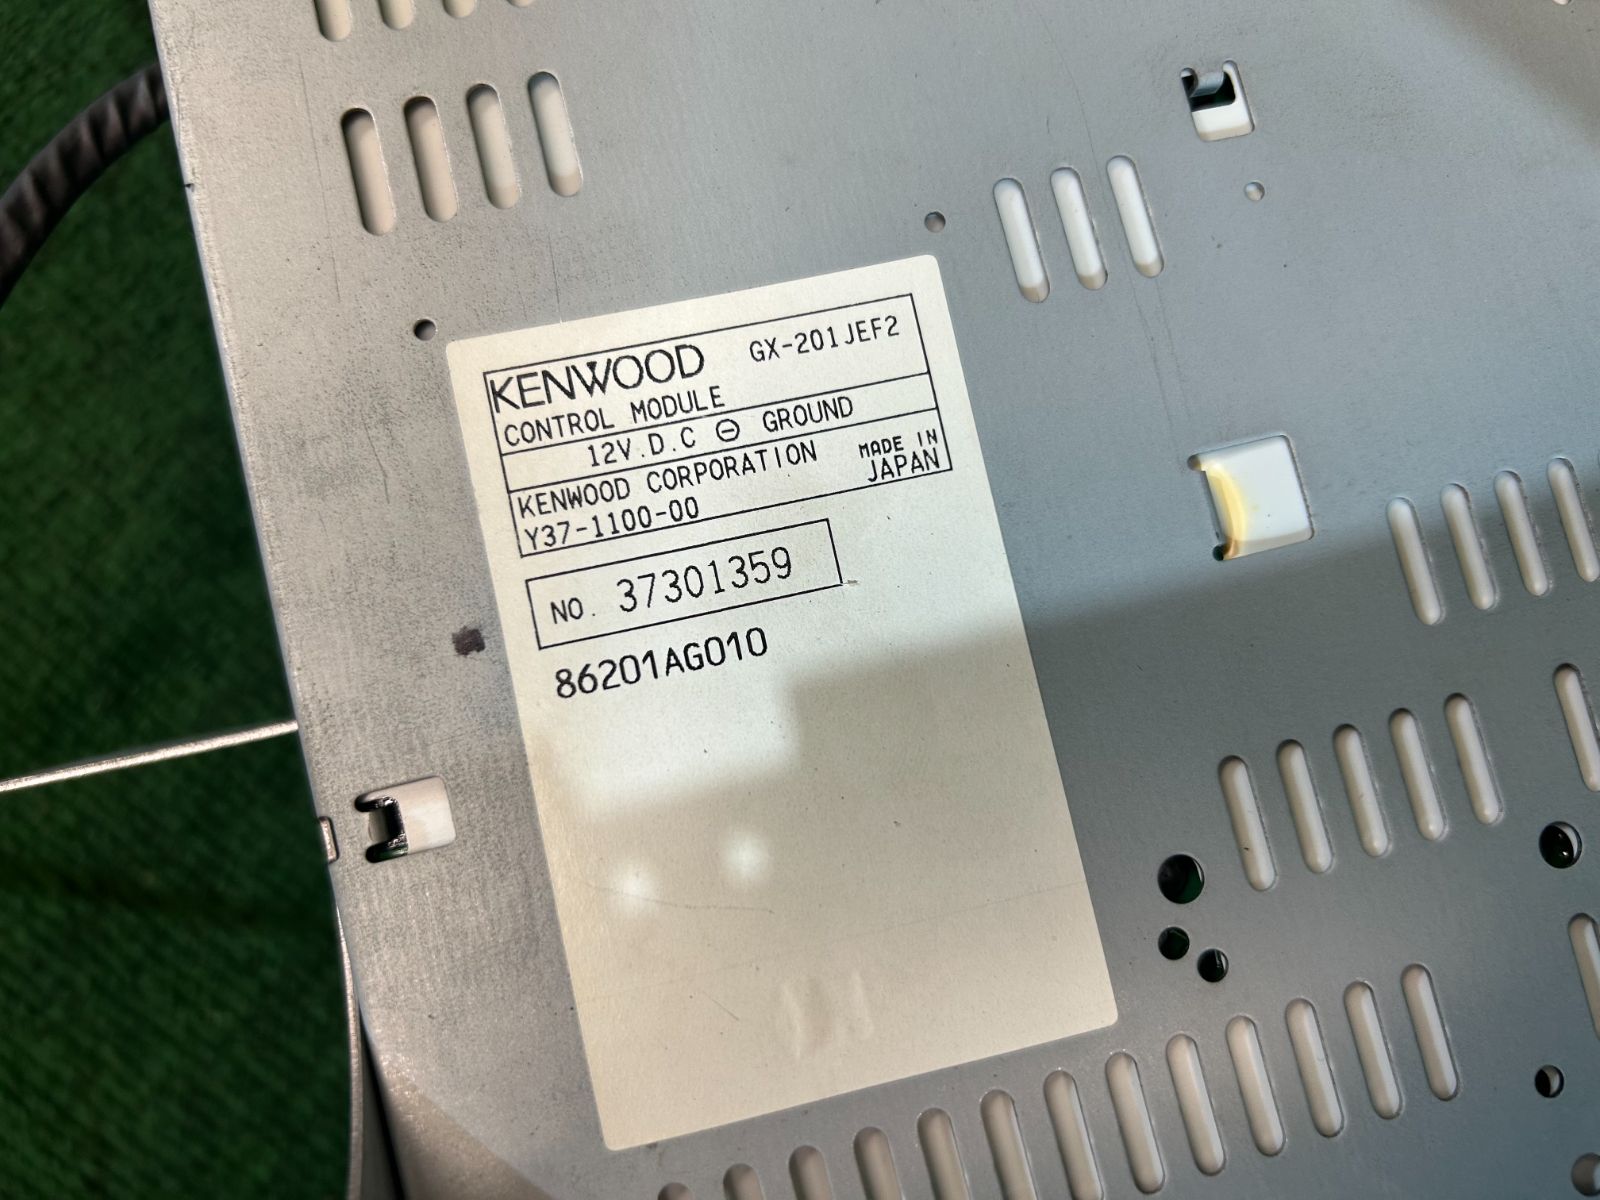 KENWOOD GX-201JEF2
CONTROL MODULE
12V.D.C ⊖ GROUND
KENWOOD CORPORATION MADE IN
Y37-1100-00 JAPAN
NO. 37301359
86201AG010